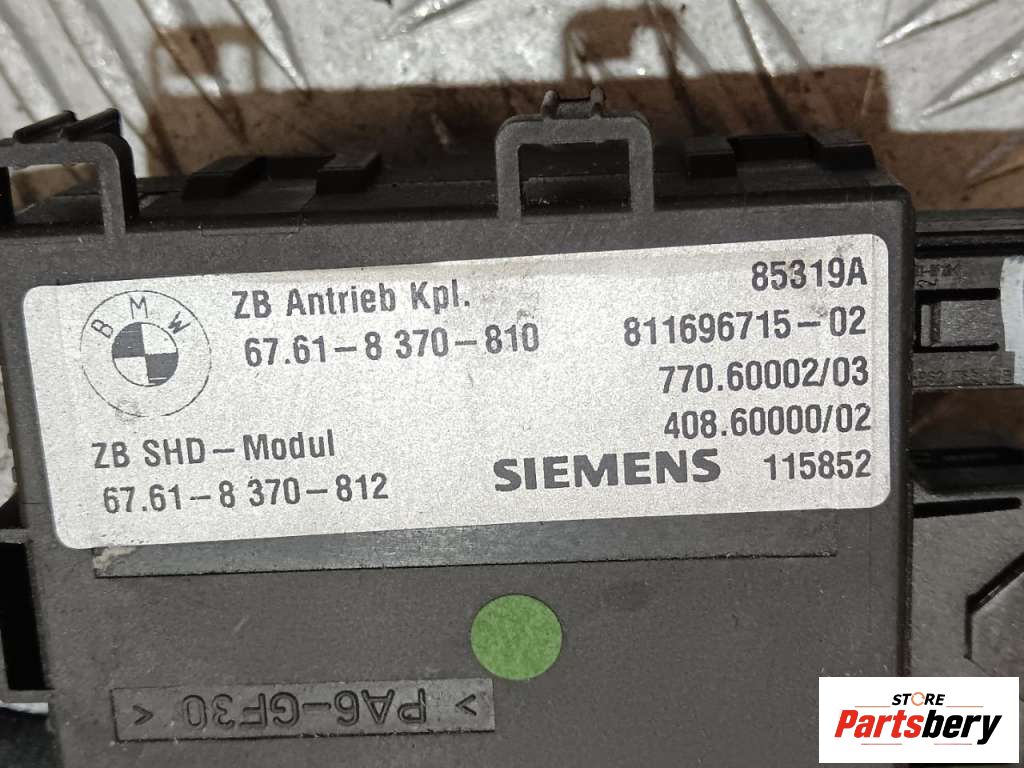 BMW
ZB Antrieb Kpl.
67.61-8 370-810
ZB SHD-Modul
67.61-8 370-812
85319A
811696715-02
770.60002/03
408.60000/02
SIEMENS 115852
> PA6-GF30 <
STORE
Partsbery